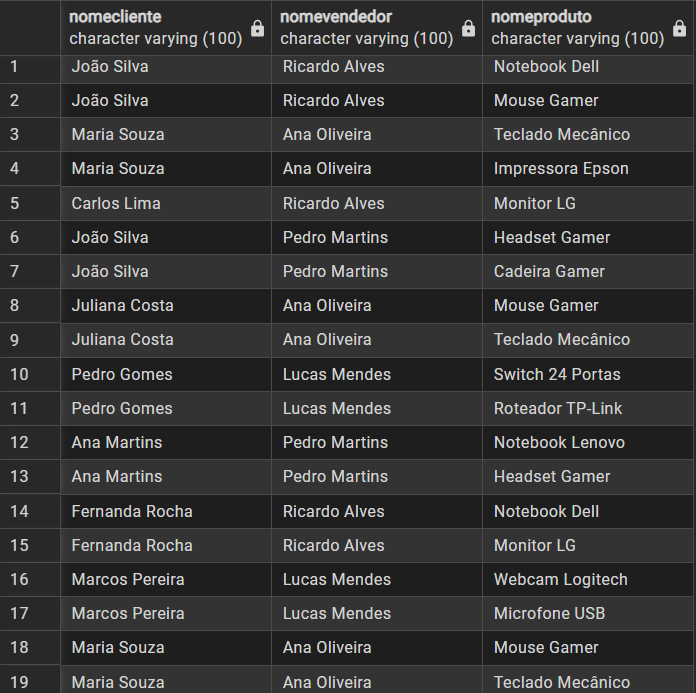 nomecliente nomevendedor nomeproduto
character varying (100) character varying (100) character varying (100)
1 João Silva Ricardo Alves Notebook Dell
2 João Silva Ricardo Alves Mouse Gamer
3 Maria Souza Ana Oliveira Teclado Mecânico
4 Maria Souza Ana Oliveira Impressora Epson
5 Carlos Lima Ricardo Alves Monitor LG
6 João Silva Pedro Martins Headset Gamer
7 João Silva Pedro Martins Cadeira Gamer
8 Juliana Costa Ana Oliveira Mouse Gamer
9 Juliana Costa Ana Oliveira Teclado Mecânico
10 Pedro Gomes Lucas Mendes Switch 24 Portas
11 Pedro Gomes Lucas Mendes Roteador TP-Link
12 Ana Martins Pedro Martins Notebook Lenovo
13 Ana Martins Pedro Martins Headset Gamer
14 Fernanda Rocha Ricardo Alves Notebook Dell
15 Fernanda Rocha Ricardo Alves Monitor LG
16 Marcos Pereira Lucas Mendes Webcam Logitech
17 Marcos Pereira Lucas Mendes Microfone USB
18 Maria Souza Ana Oliveira Mouse Gamer
19 Maria Souza Ana Oliveira Teclado Mecânico